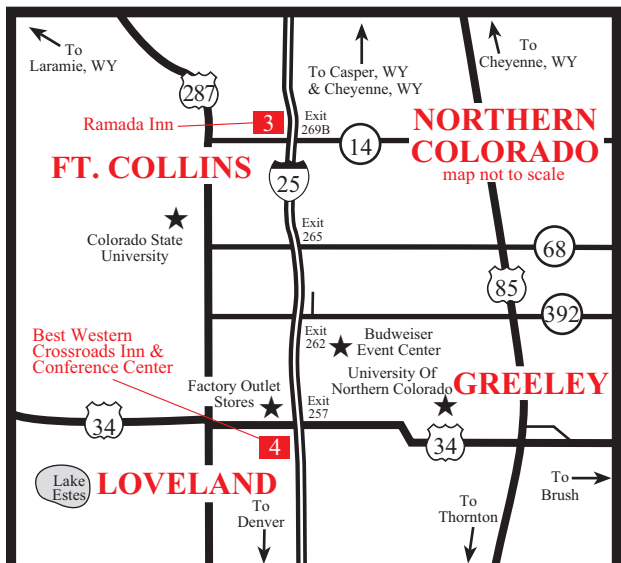 To
Laramie, WY
287
To Casper, WY
& Cheyenne, WY
To
Cheyenne, WY
Ramada Inn
3
Exit
269B
14
NORTHERN
COLORADO
map not to scale
FT. COLLINS
25
Colorado State
University
Exit
265
68
85
392
Best Western
Crossroads Inn &
Conference Center
Exit
262
Budweiser
Event Center
Factory Outlet
Stores
Exit
257
University Of
Northern Colorado
GREELEY
34
4
34
Lake
Estes
LOVELAND
To
Denver
To
Thornton
To
Brush